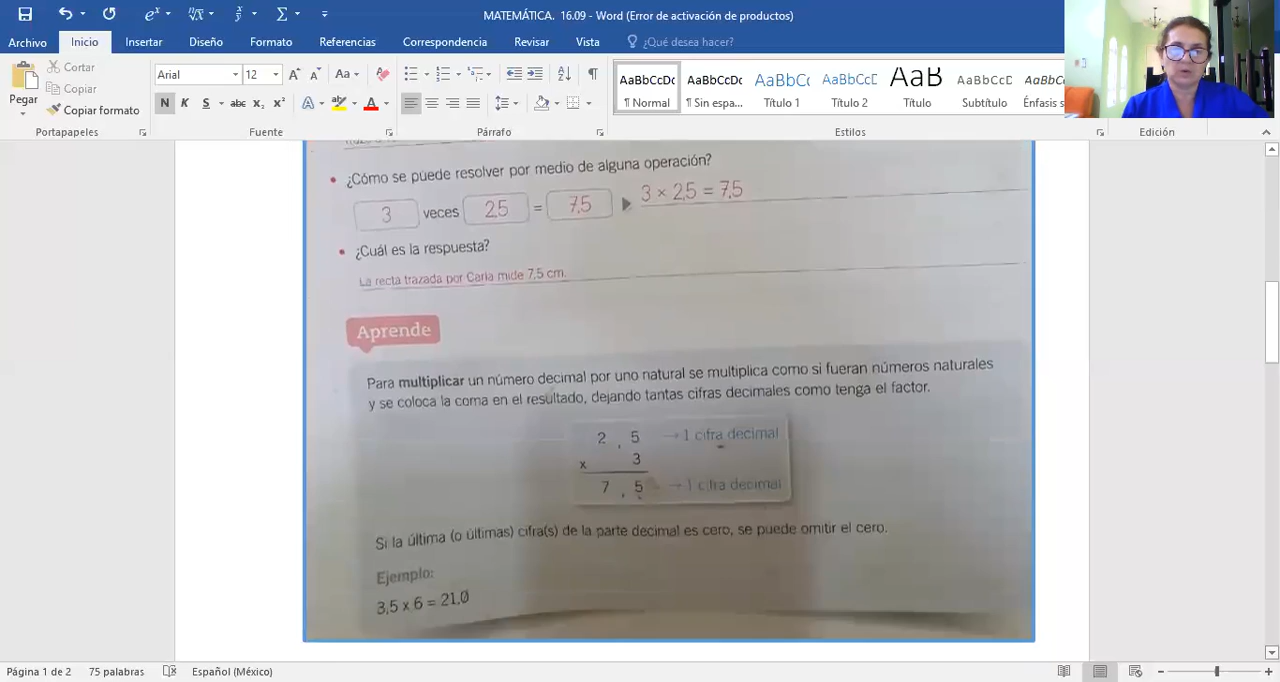 MATEMÁTICA. 16.09 - Word (Error de activación de productos)
Archivo Inicio Insertar Diseño Formato Referencias Correspondencia Revisar Vista ¿Qué desea hacer?
Pegar
Cortar
Copiar
Copiar formato
Portapapeles
Arial 12
Fuente
Párrafo
AaBbCcDc AaBbCcDc AaBbCc AaBbCcD AaB AaBbCcD AaBbC
¶ Normal ¶ Sin espa... Título 1 Título 2 Título Subtítulo Énfasis s
Estilos
Edición
¿Cómo se puede resolver por medio de alguna operación?
3 veces 2,5 = 7,5 3 × 2,5 = 7,5
¿Cuál es la respuesta?
La recta trazada por Carla mide 7,5 cm.
Aprende
Para multiplicar un número decimal por uno natural se multiplica como si fueran números naturales
y se coloca la coma en el resultado, dejando tantas cifras decimales como tenga el factor.
2 , 5 → 1 cifra decimal
x 3
7 , 5 → 1 cifra decimal
Si la última (o últimas) cifra(s) de la parte decimal es cero, se puede omitir el cero.
Ejemplo:
3,5 x 6 = 21,0
Página 1 de 2 75 palabras Español (México)